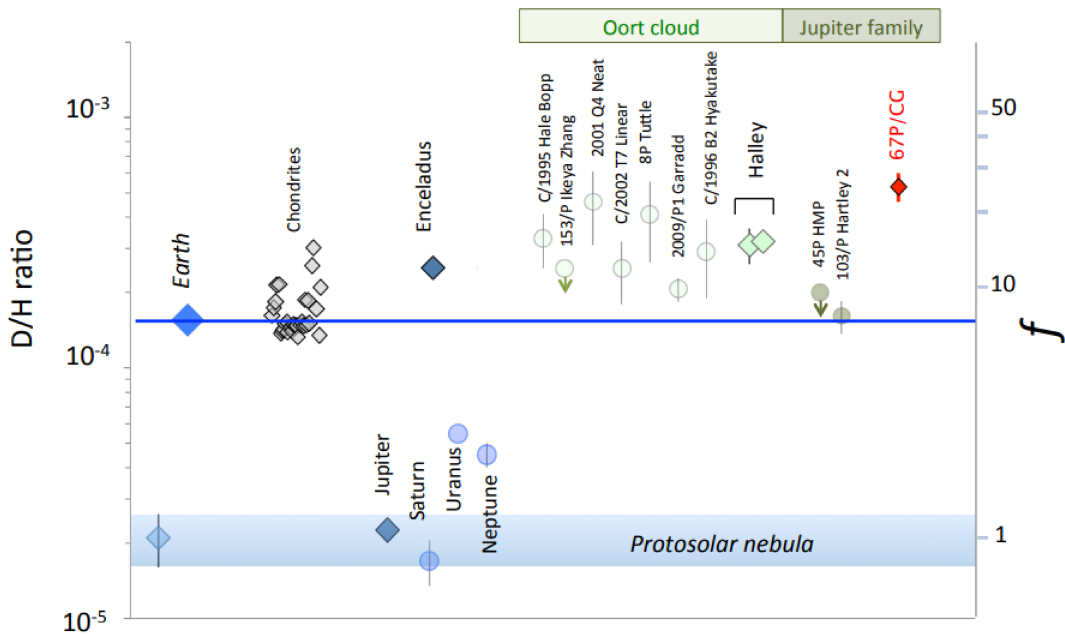 Oort cloud
Jupiter family
10-3
10-4
10-5
D/H ratio
Earth
Chondrites
Enceladus
C/1995 Hale Bopp
153/P Ikeya Zhang
2001 Q4 Neat
C/2002 T7 Linear
8P Tuttle
2009/P1 Garradd
C/1996 B2 Hyakutake
Halley
45P HMP
103/P Hartley 2
67P/CG
Jupiter
Saturn
Uranus
Neptune
Protosolar nebula
50
10
1
f